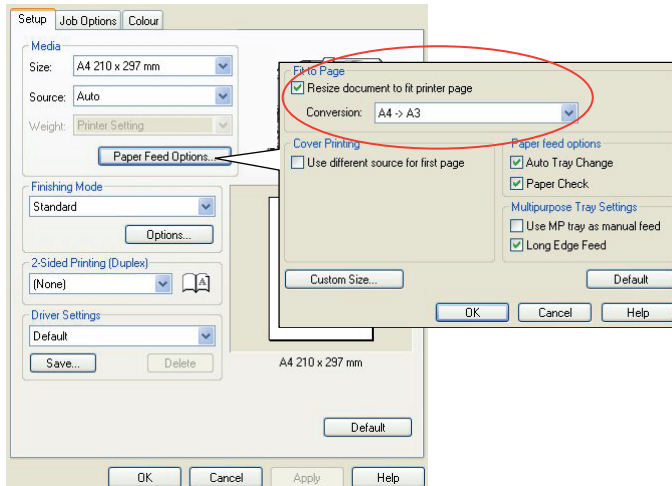 Setup Job Options Colour
Media
Size: A4 210 x 297 mm
Source: Auto
Weight: Printer Setting
Paper Feed Options...
Finishing Mode
Standard
Options...
2-Sided Printing (Duplex)
(None)
A
Driver Settings
Default
Save... Delete
A4 210 x 297 mm
Default
OK Cancel Apply Help
Fit to Page
Resize document to fit printer page
Conversion: A4 -> A3
Cover Printing
Use different source for first page
Paper feed options
Auto Tray Change
Paper Check
Multipurpose Tray Settings
Use MP tray as manual feed
Long Edge Feed
Custom Size... Default
OK Cancel Help